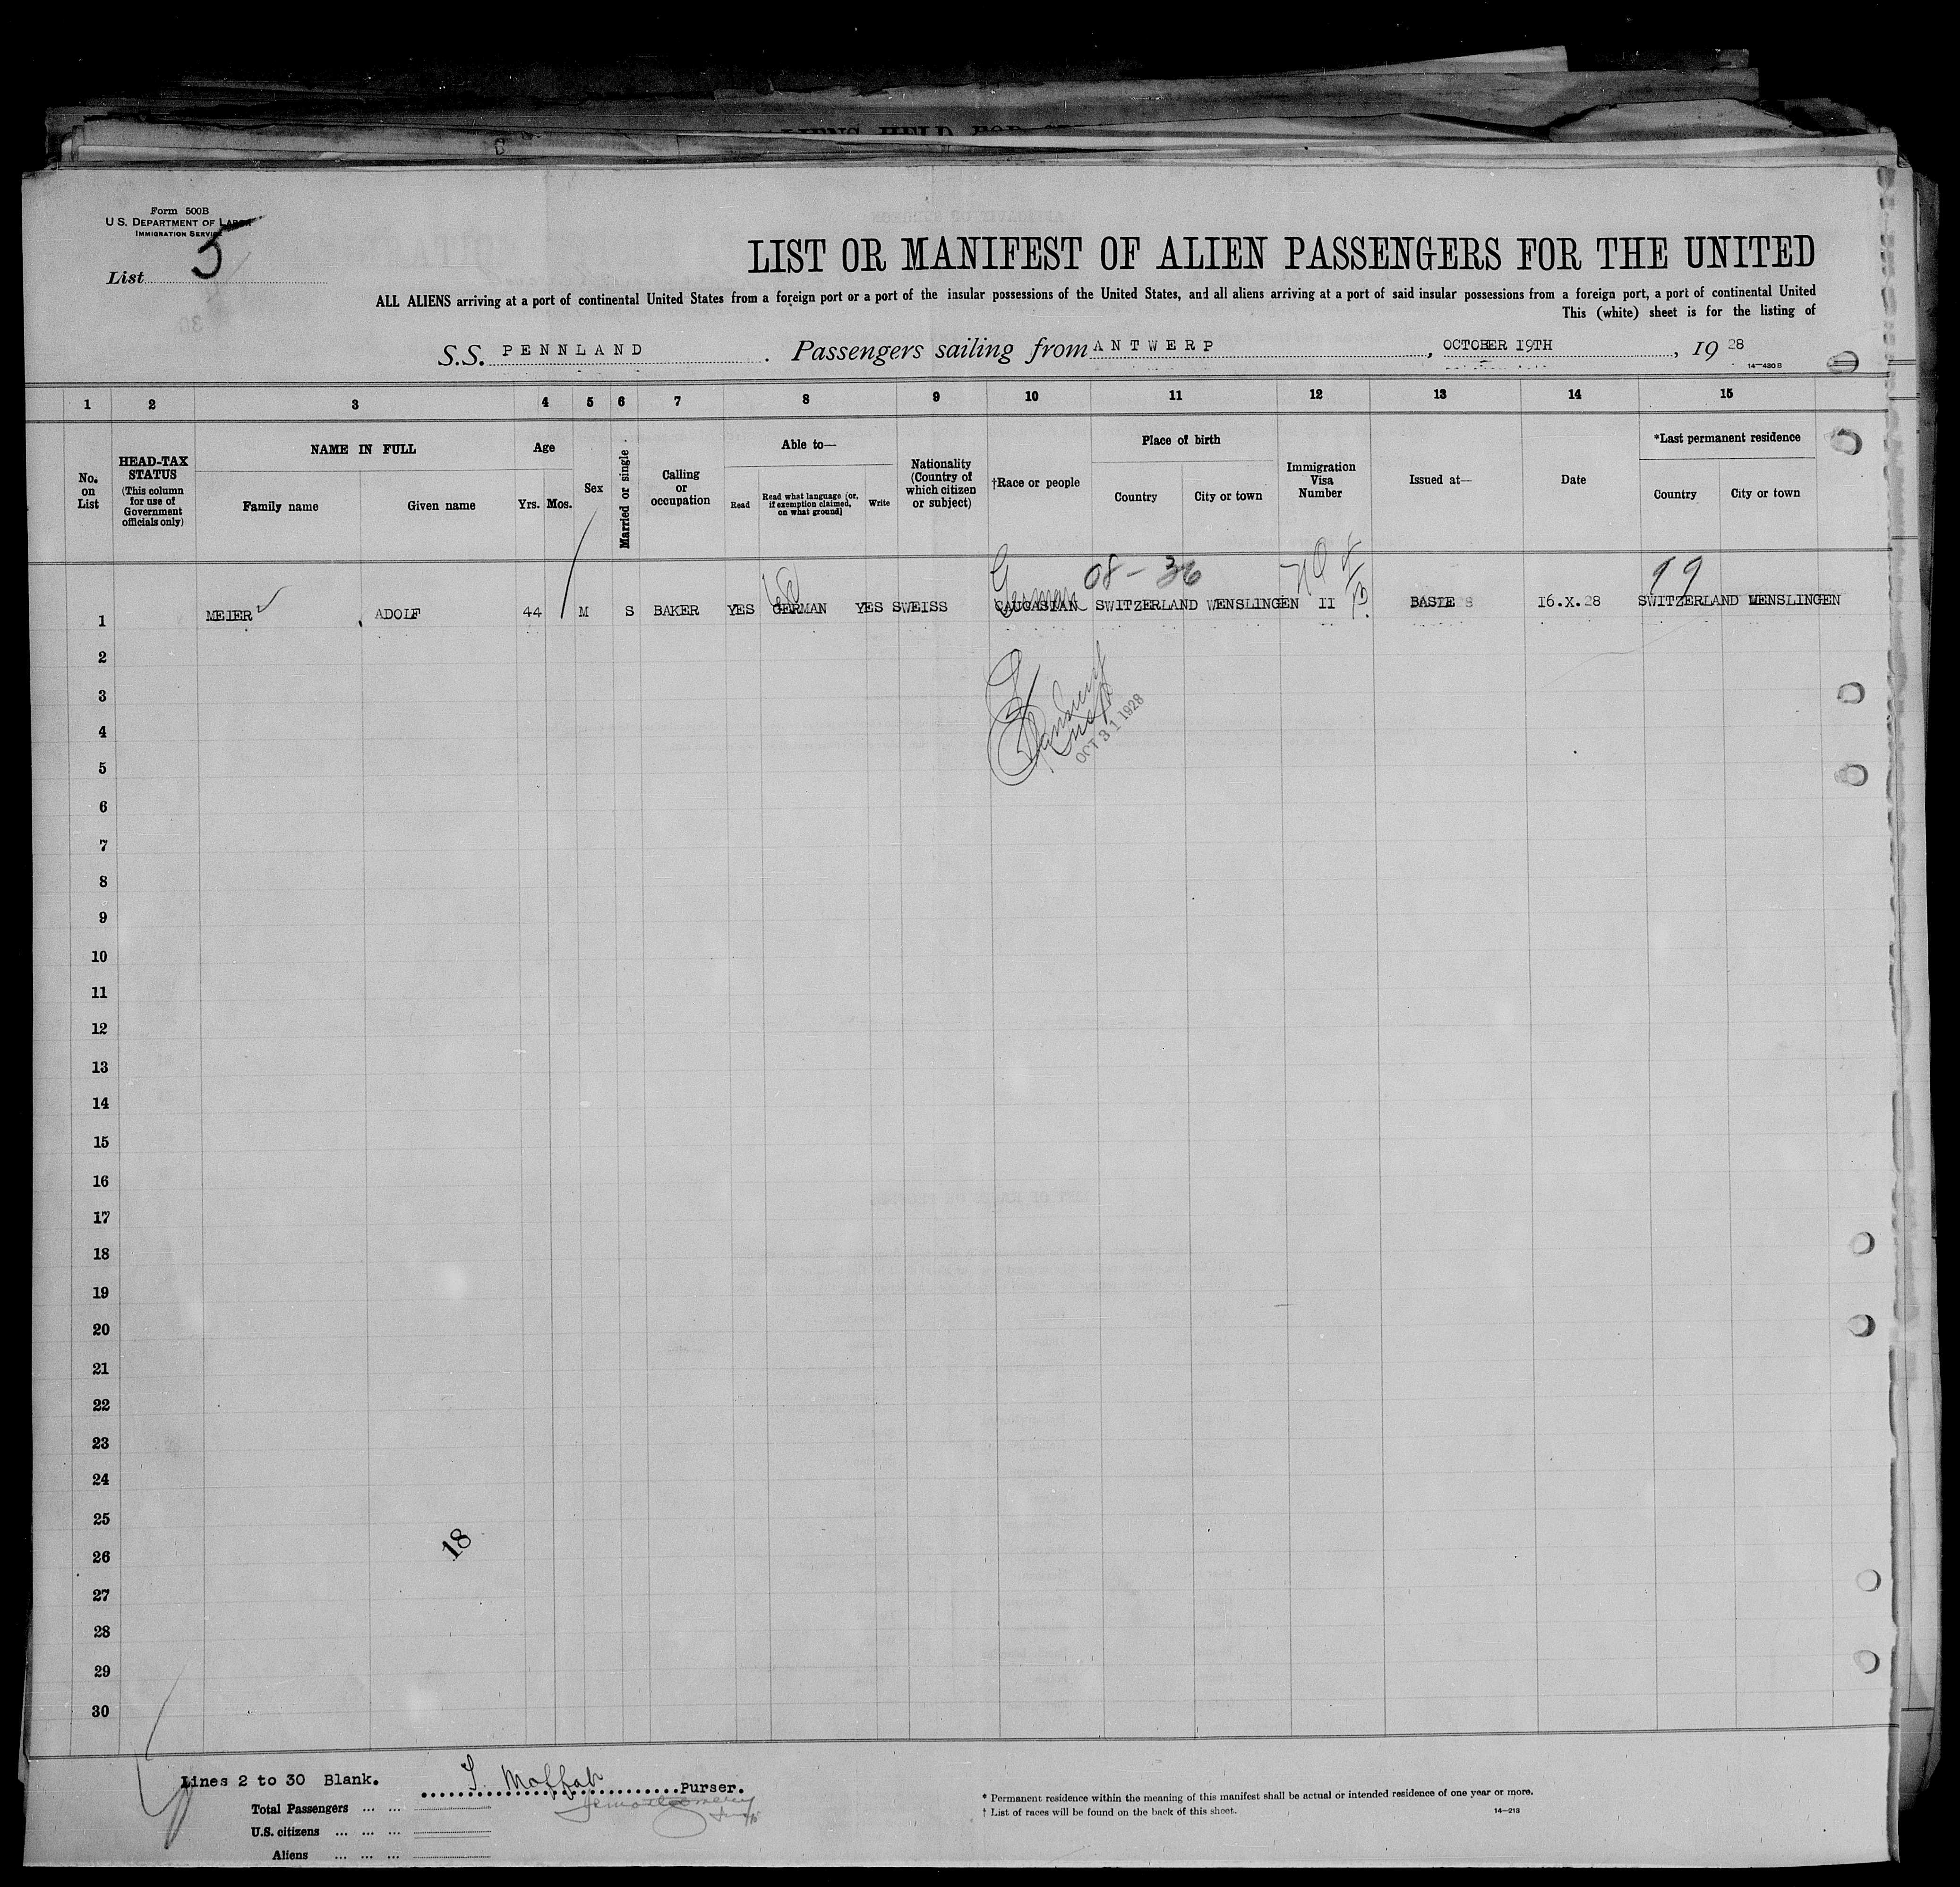 ALIENS HELD FOR
Form 500B
U.S. DEPARTMENT OF LABOR
IMMIGRATION SERVICE
List 5
LIST OR MANIFEST OF ALIEN PASSENGERS FOR THE UNITED
ALL ALIENS arriving at a port of continental United States from a foreign port or a port of the insular possessions of the United States, and all aliens arriving at a port of said insular possessions from a foreign port, a port of continental United
This (white) sheet is for the listing of
S.S. PENNLAND. Passengers sailing from ANTWERP, OCTOBER 19TH, 1928
14—430 B
1 2 3 4 5 6 7 8 9 10 11 12 13 14 15
No. on List
HEAD-TAX STATUS
(This column for use of Government officials only)
NAME IN FULL
Family name
Given name
Age
Yrs. Mos.
Sex
Married or single
Calling or occupation
Able to—
Read
Read what language [or, if exemption claimed, on what ground]
Write
Nationality (Country of which citizen or subject)
†Race or people
Place of birth
Country
City or town
Immigration Visa Number
Issued at—
Date
*Last permanent residence
Country
City or town
German 08-36 99
1 MEIER ADOLF 44 M S BAKER YES GERMAN YES SWEISS CAUCASIAN SWITZERLAND WENSLINGEN II BASLE 16.X.28 SWITZERLAND WENSLINGEN
2
3
4
OCT 31 1928
5
6
7
8
9
10
11
12
13
14
15
16
17
18
19
20
21
22
23
24
25
18
26
27
28
29
30
Lines 2 to 30 Blank. Purser.
Total Passengers ... ...
U.S. citizens ... ... ...
Aliens ... ... ...
* Permanent residence within the meaning of this manifest shall be actual or intended residence of one year or more.
† List of races will be found on the back of this sheet.
14—213